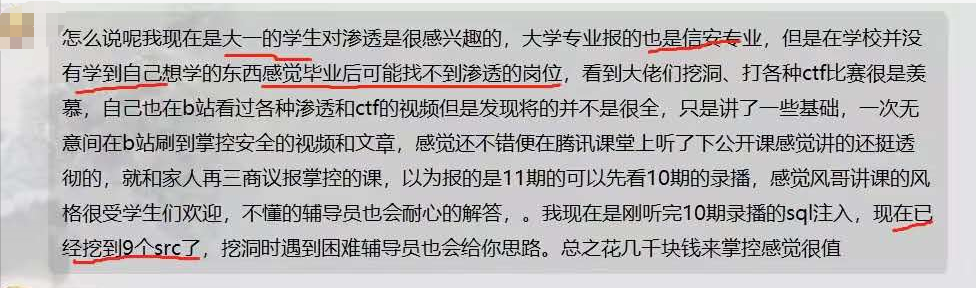 怎么说呢我现在是大一的学生对渗透是很感兴趣的，大学专业报的也是信安专业，但是在学校并没
有学到自己想学的东西感觉毕业后可能找不到渗透的岗位，看到大佬们挖洞、打各种ctf比赛很是羡
慕，自己也在b站看过各种渗透和ctf的视频但是发现将的并不是很全，只是讲了一些基础，一次无
意间在b站刷到掌控安全的视频和文章，感觉还不错便在腾讯课堂上听了下公开课感觉讲的还挺透
彻的，就和家人再三商议报掌控的课，以为报的是11期的可以先看10期的录播，感觉风哥讲课的风
格很受学生们欢迎，不懂的辅导员也会耐心的解答，。我现在是刚听完10期录播的sql注入，现在已
经挖到9个src了，挖洞时遇到困难辅导员也会给你思路。总之花几千块钱来掌控感觉很值